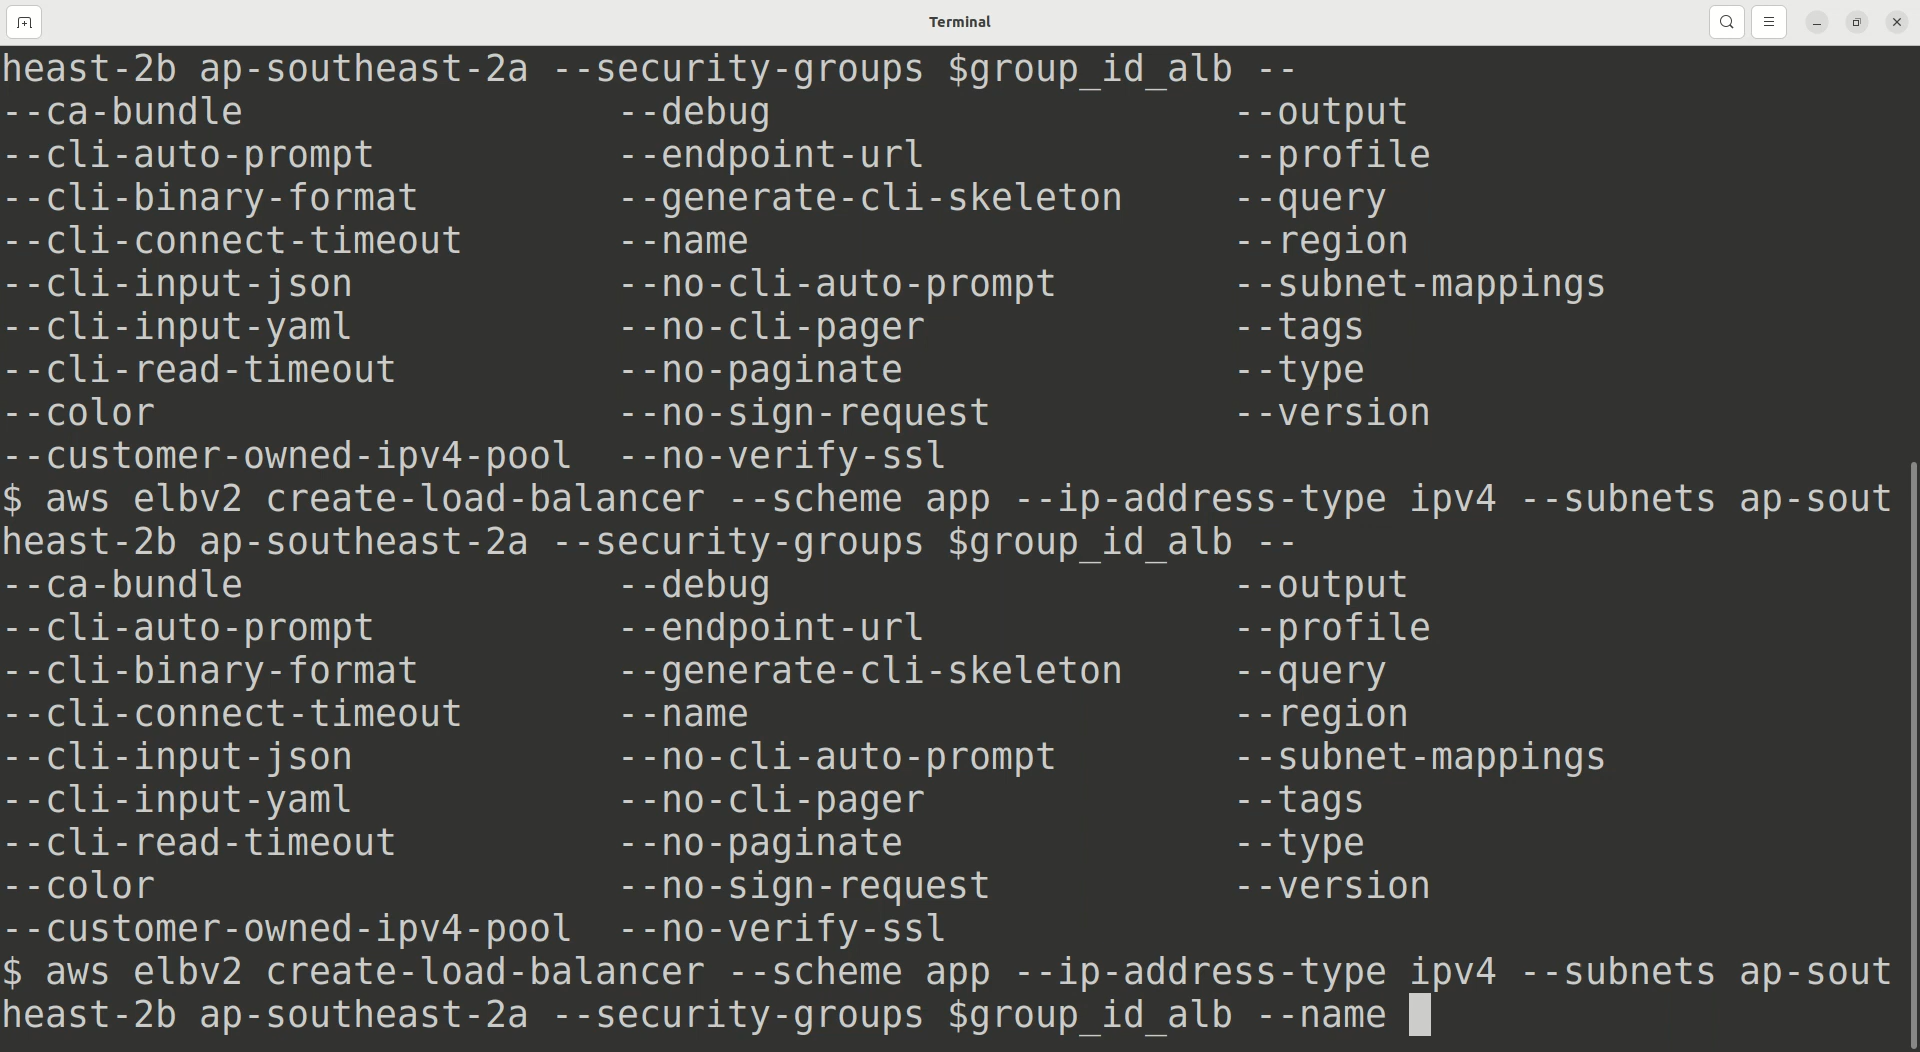 Terminal
heast-2b ap-southeast-2a --security-groups $group_id_alb --
--ca-bundle --debug --output
--cli-auto-prompt --endpoint-url --profile
--cli-binary-format --generate-cli-skeleton --query
--cli-connect-timeout --name --region
--cli-input-json --no-cli-auto-prompt --subnet-mappings
--cli-input-yaml --no-cli-pager --tags
--cli-read-timeout --no-paginate --type
--color --no-sign-request --version
--customer-owned-ipv4-pool --no-verify-ssl
$ aws elbv2 create-load-balancer --scheme app --ip-address-type ipv4 --subnets ap-sout
heast-2b ap-southeast-2a --security-groups $group_id_alb --
--ca-bundle --debug --output
--cli-auto-prompt --endpoint-url --profile
--cli-binary-format --generate-cli-skeleton --query
--cli-connect-timeout --name --region
--cli-input-json --no-cli-auto-prompt --subnet-mappings
--cli-input-yaml --no-cli-pager --tags
--cli-read-timeout --no-paginate --type
--color --no-sign-request --version
--customer-owned-ipv4-pool --no-verify-ssl
$ aws elbv2 create-load-balancer --scheme app --ip-address-type ipv4 --subnets ap-sout
heast-2b ap-southeast-2a --security-groups $group_id_alb --name